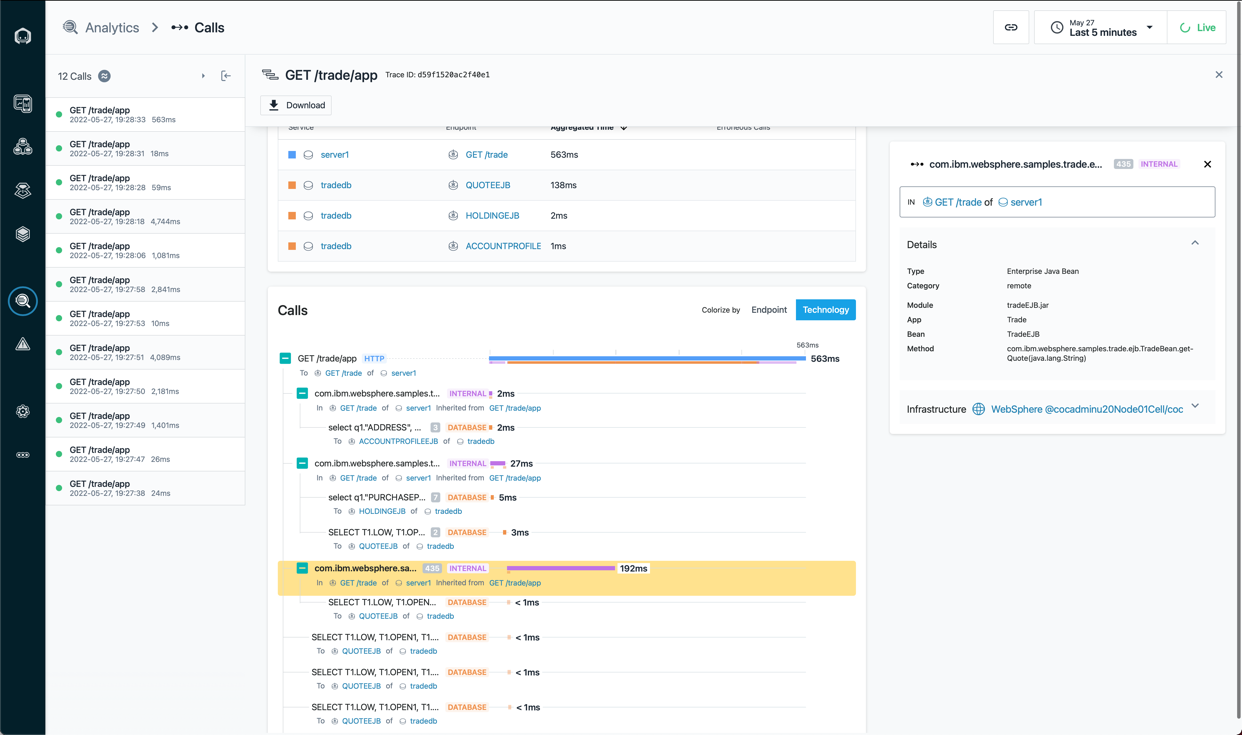 Analytics > Calls
May 27
Last 5 minutes
Live
12 Calls
GET /trade/app
2022-05-27, 19:28:33 563ms
GET /trade/app
2022-05-27, 19:28:31 18ms
GET /trade/app
2022-05-27, 19:28:28 59ms
GET /trade/app
2022-05-27, 19:28:18 4,744ms
GET /trade/app
2022-05-27, 19:28:06 1,081ms
GET /trade/app
2022-05-27, 19:27:58 2,841ms
GET /trade/app
2022-05-27, 19:27:53 10ms
GET /trade/app
2022-05-27, 19:27:51 4,089ms
GET /trade/app
2022-05-27, 19:27:50 2,181ms
GET /trade/app
2022-05-27, 19:27:49 1,401ms
GET /trade/app
2022-05-27, 19:27:47 26ms
GET /trade/app
2022-05-27, 19:27:38 24ms
GET /trade/app Trace ID: d59f1520ac2f40e1
Download
Service Endpoint Aggregated Time Erroneous Calls
server1 GET /trade 563ms
tradedb QUOTEEJB 138ms
tradedb HOLDINGEJB 2ms
tradedb ACCOUNTPROFILE 1ms
Calls
Colorize by Endpoint Technology
563ms
GET /trade/app HTTP 563ms
To GET /trade of server1
com.ibm.websphere.samples.t... INTERNAL 2ms
In GET /trade of server1 Inherited from GET /trade/app
select q1."ADDRESS", ... 3 DATABASE 2ms
To ACCOUNTPROFILEEJB of tradedb
com.ibm.websphere.samples.t... INTERNAL 27ms
In GET /trade of server1 Inherited from GET /trade/app
select q1."PURCHASEP... 7 DATABASE 5ms
To HOLDINGEJB of tradedb
SELECT T1.LOW, T1.OP... 2 DATABASE 3ms
To QUOTEEJB of tradedb
com.ibm.websphere.sa... 435 INTERNAL 192ms
In GET /trade of server1 Inherited from GET /trade/app
SELECT T1.LOW, T1.OPEN... DATABASE < 1ms
To QUOTEEJB of tradedb
SELECT T1.LOW, T1.OPEN1, T1.... DATABASE < 1ms
To QUOTEEJB of tradedb
SELECT T1.LOW, T1.OPEN1, T1.... DATABASE < 1ms
To QUOTEEJB of tradedb
SELECT T1.LOW, T1.OPEN1, T1.... DATABASE < 1ms
To QUOTEEJB of tradedb
com.ibm.websphere.samples.trade.e... 435 INTERNAL
IN GET /trade of server1
Details
Type Enterprise Java Bean
Category remote
Module tradeEJB.jar
App Trade
Bean TradeEJB
Method com.ibm.websphere.samples.trade.ejb.TradeBean.get-
Quote(java.lang.String)
Infrastructure WebSphere @cocadminu20Node01Cell/coc